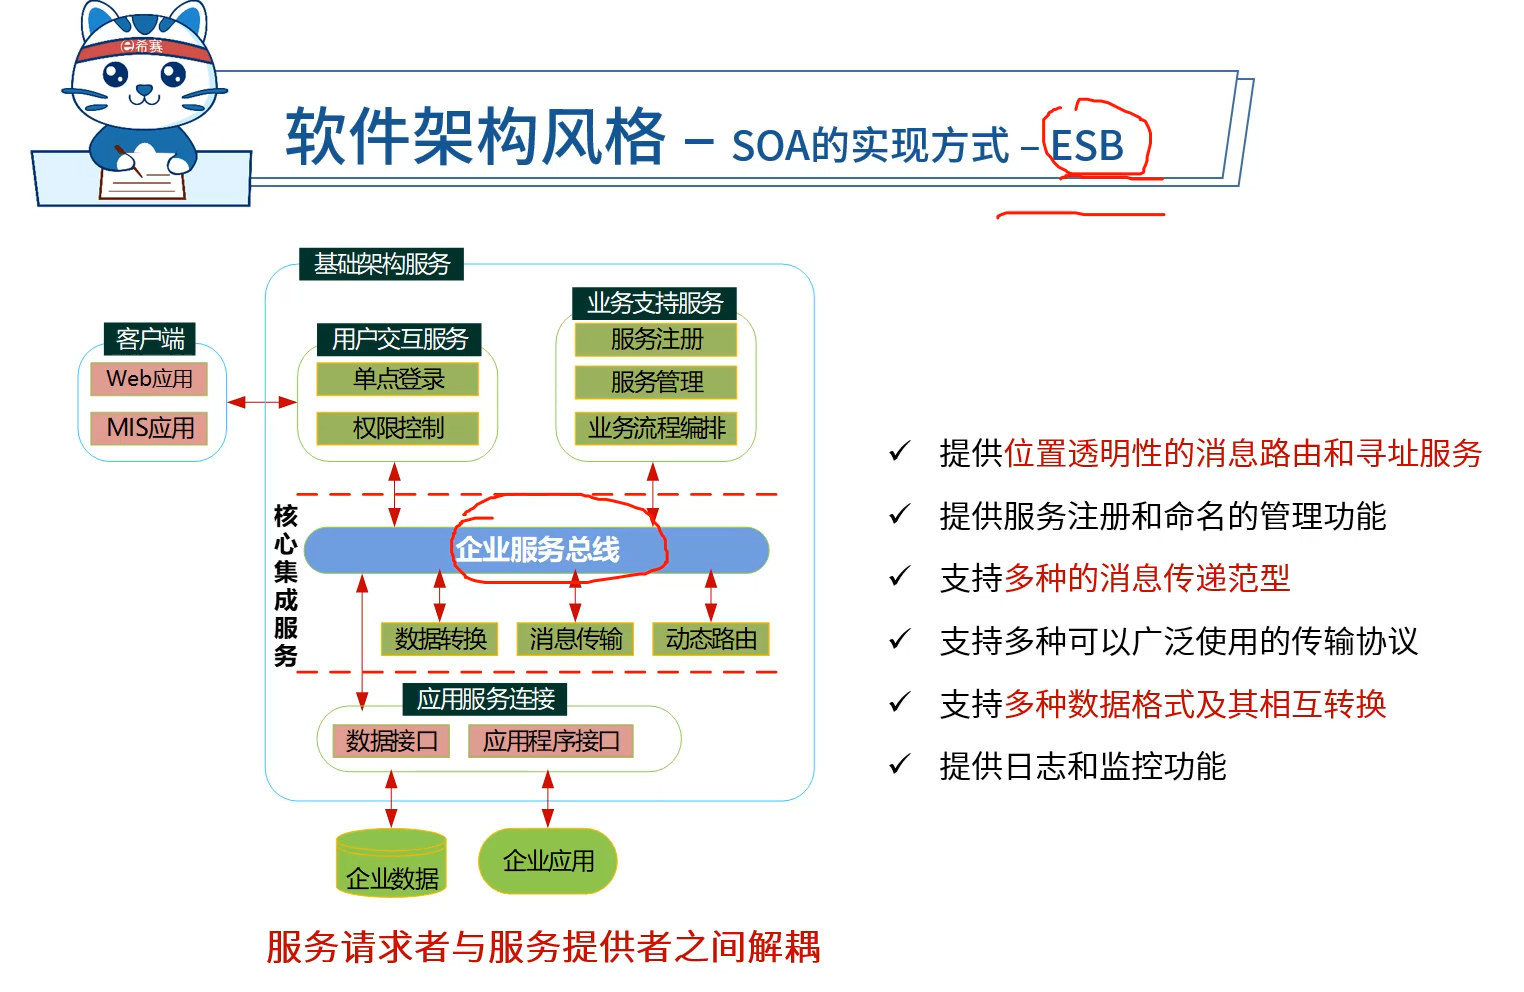 希赛
软件架构风格 – SOA的实现方式 – ESB
基础架构服务
业务支持服务
服务注册
服务管理
业务流程编排
客户端
Web应用
MIS应用
用户交互服务
单点登录
权限控制
核心集成服务
企业服务总线
数据转换
消息传输
动态路由
应用服务连接
数据接口
应用程序接口
企业数据
企业应用
服务请求者与服务提供者之间解耦
✓ 提供位置透明性的消息路由和寻址服务
✓ 提供服务注册和命名的管理功能
✓ 支持多种的消息传递范型
✓ 支持多种可以广泛使用的传输协议
✓ 支持多种数据格式及其相互转换
✓ 提供日志和监控功能